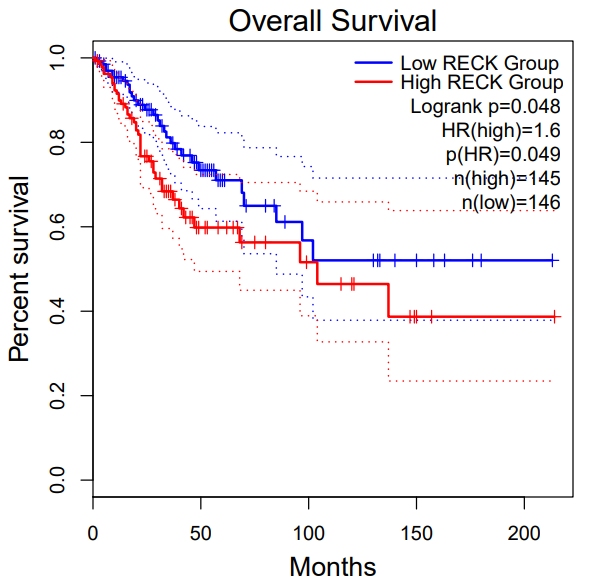 Overall Survival
Low RECK Group
High RECK Group
Logrank p=0.048
HR(high)=1.6
p(HR)=0.049
n(high)=145
n(low)=146
Percent survival
1.0
0.8
0.6
0.4
0.2
0.0
0 50 100 150 200
Months